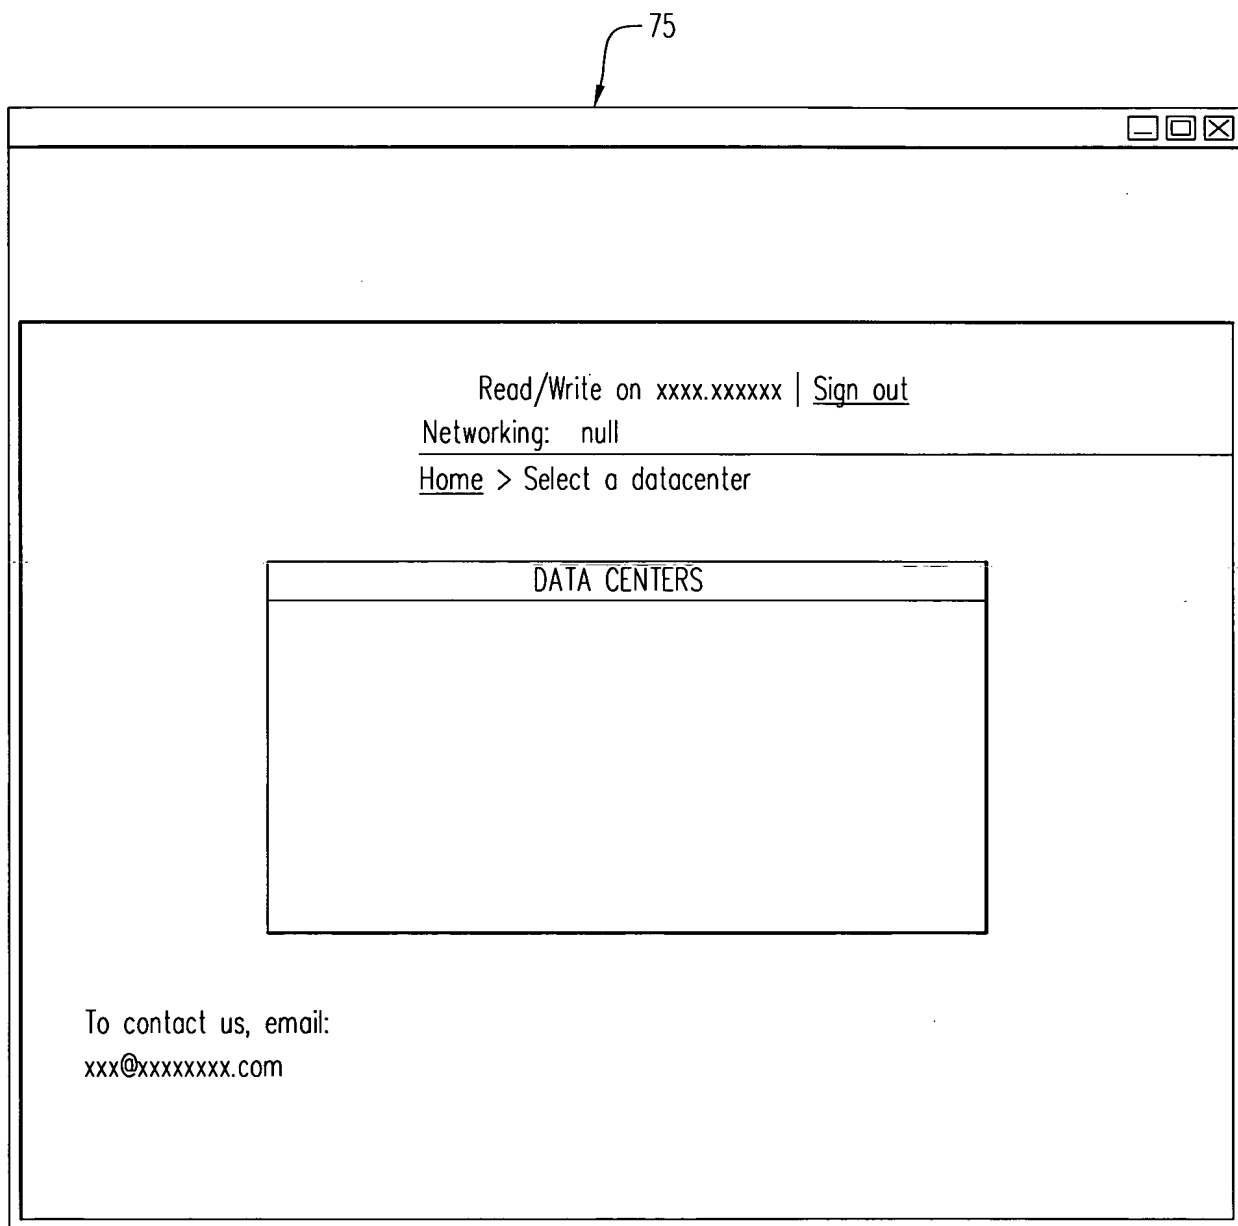 75
Read/Write on xxxx.xxxxxx | Sign out
Networking: null
Home > Select a datacenter
DATA CENTERS
To contact us, email:
xxx@xxxxxxxx.com